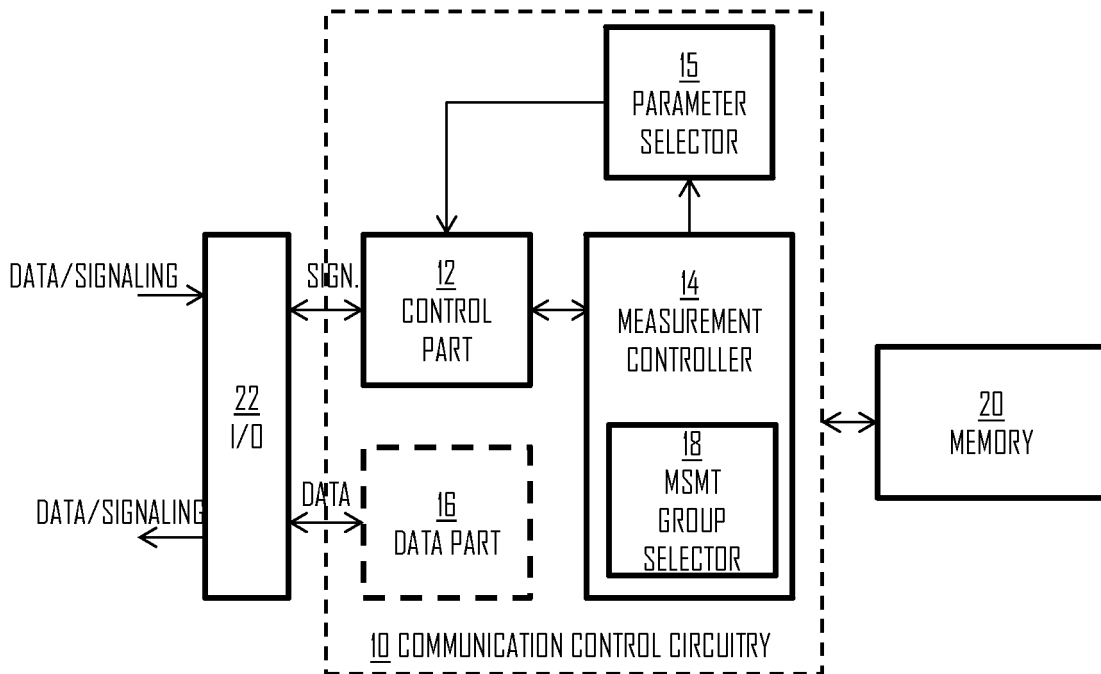 15
PARAMETER
SELECTOR
DATA/SIGNALING
SIGN.
12
CONTROL
PART
14
MEASUREMENT
CONTROLLER
22
I/O
20
MEMORY
DATA/SIGNALING
DATA
16
DATA PART
18
MSMT
GROUP
SELECTOR
10 COMMUNICATION CONTROL CIRCUITRY